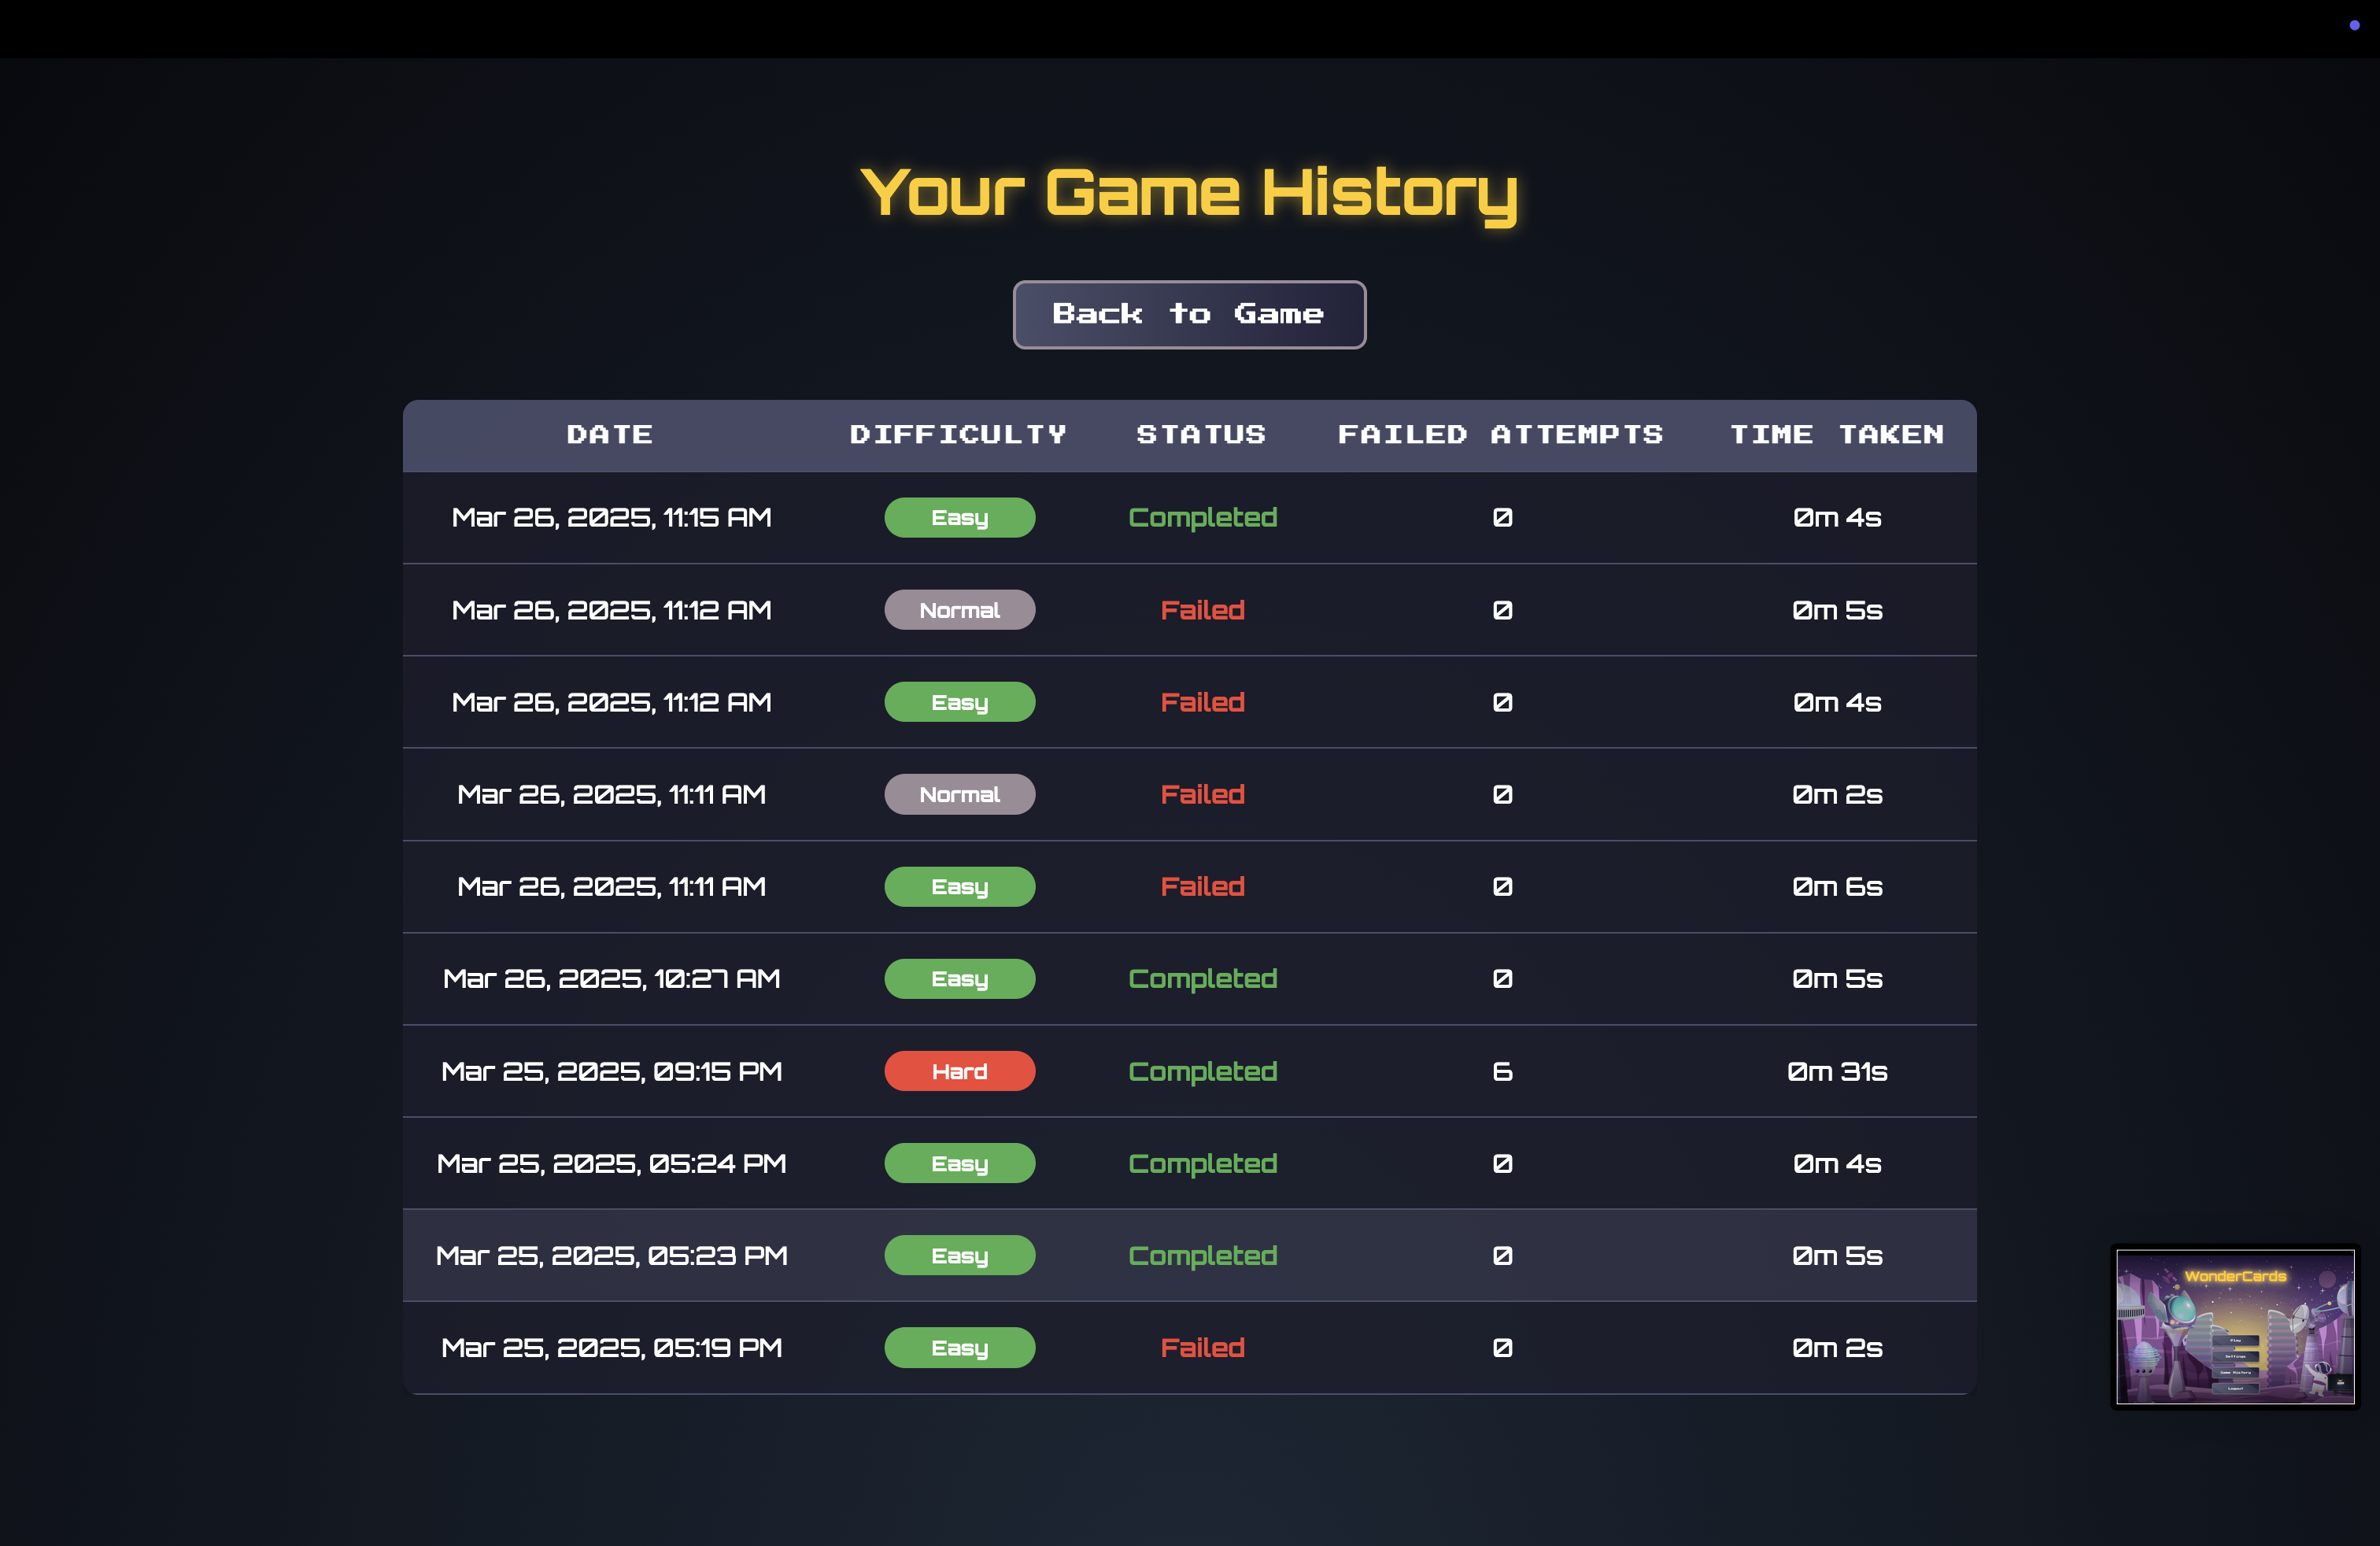 Your Game History
Back to Game
DATE DIFFICULTY STATUS FAILED ATTEMPTS TIME TAKEN
Mar 26, 2025, 11:15 AM Easy Completed 0 0m 4s
Mar 26, 2025, 11:12 AM Normal Failed 0 0m 5s
Mar 26, 2025, 11:12 AM Easy Failed 0 0m 4s
Mar 26, 2025, 11:11 AM Normal Failed 0 0m 2s
Mar 26, 2025, 11:11 AM Easy Failed 0 0m 6s
Mar 26, 2025, 10:27 AM Easy Completed 0 0m 5s
Mar 25, 2025, 09:15 PM Hard Completed 6 0m 31s
Mar 25, 2025, 05:24 PM Easy Completed 0 0m 4s
Mar 25, 2025, 05:23 PM Easy Completed 0 0m 5s
Mar 25, 2025, 05:19 PM Easy Failed 0 0m 2s
WonderCards
Play
Settings
Game History
Logout